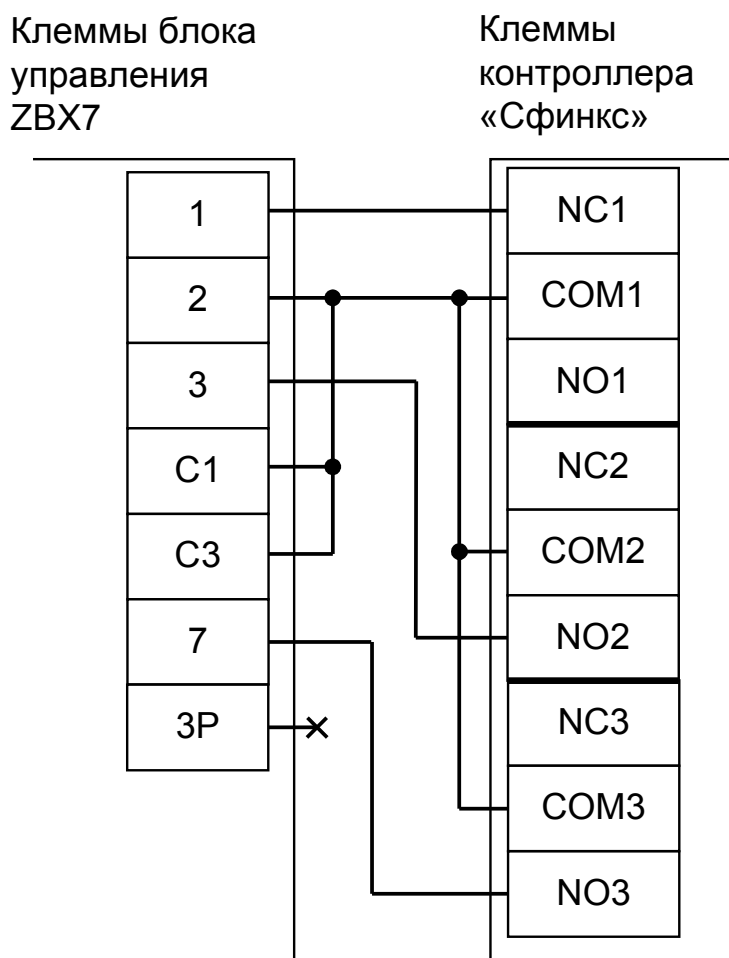 Клеммы блока
управления
ZBX7
Клеммы
контроллера
«Сфинкс»
1
2
3
C1
C3
7
3P
NC1
COM1
NO1
NC2
COM2
NO2
NC3
COM3
NO3